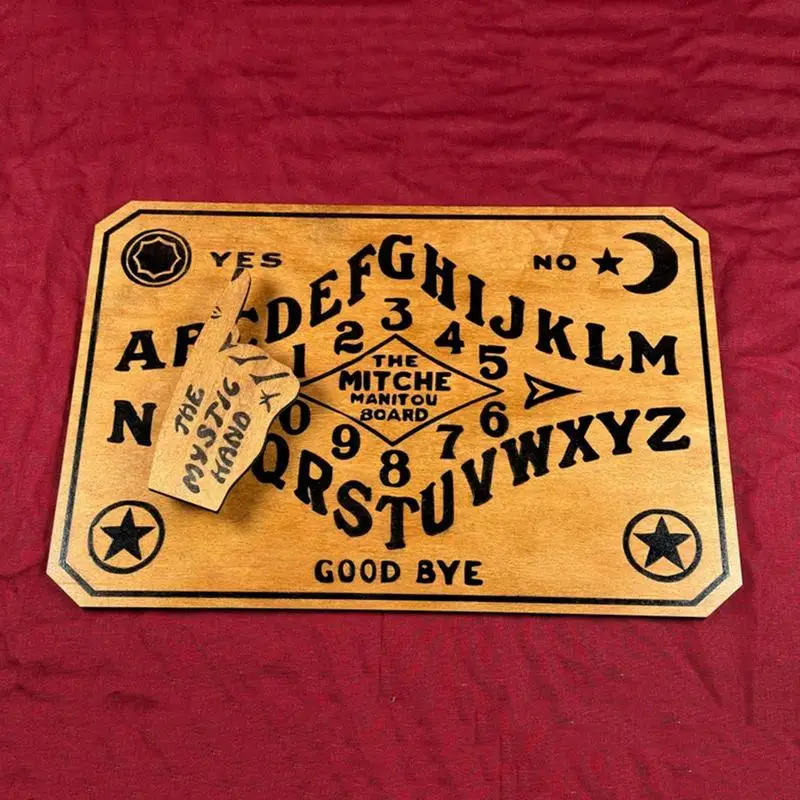 YES
NO
ABCDEFGHIJKLM
1 2 3 4 5
THE
MITCHE
MANITOU
BOARD
0 9 8 7 6
N
QRSTUVWXYZ
THE
MYSTIC
HAND
GOOD BYE